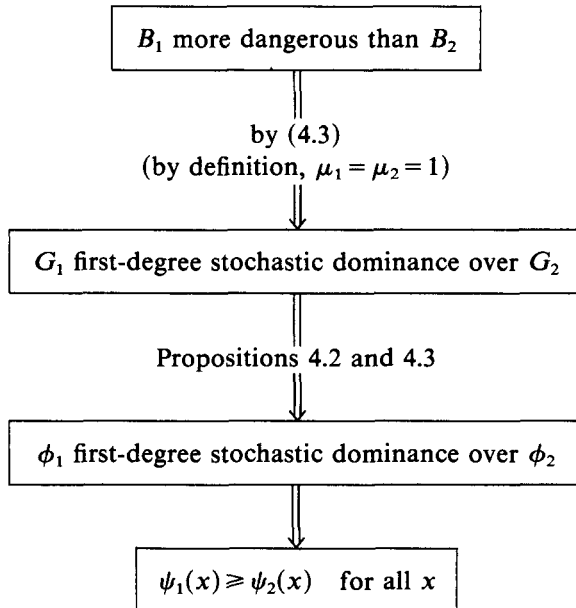 B₁ more dangerous than B₂
by (4.3)
(by definition, μ₁ = μ₂ = 1)
G₁ first-degree stochastic dominance over G₂
Propositions 4.2 and 4.3
ϕ₁ first-degree stochastic dominance over ϕ₂
ψ₁(x) ⩾ ψ₂(x) for all x